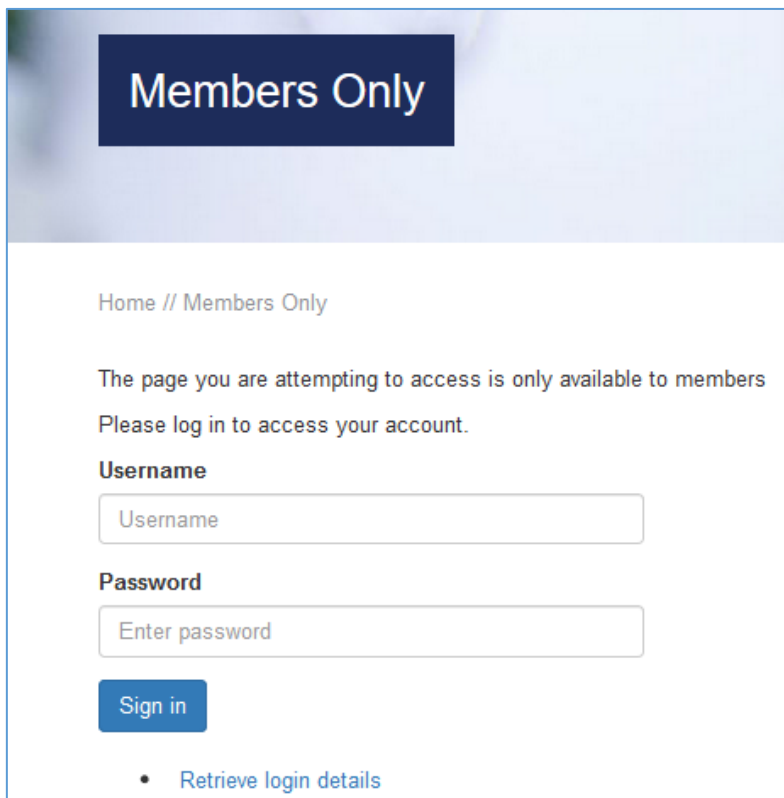 Members Only
Home // Members Only
The page you are attempting to access is only available to members
Please log in to access your account.
Username
Username
Password
Enter password
Sign in
• Retrieve login details